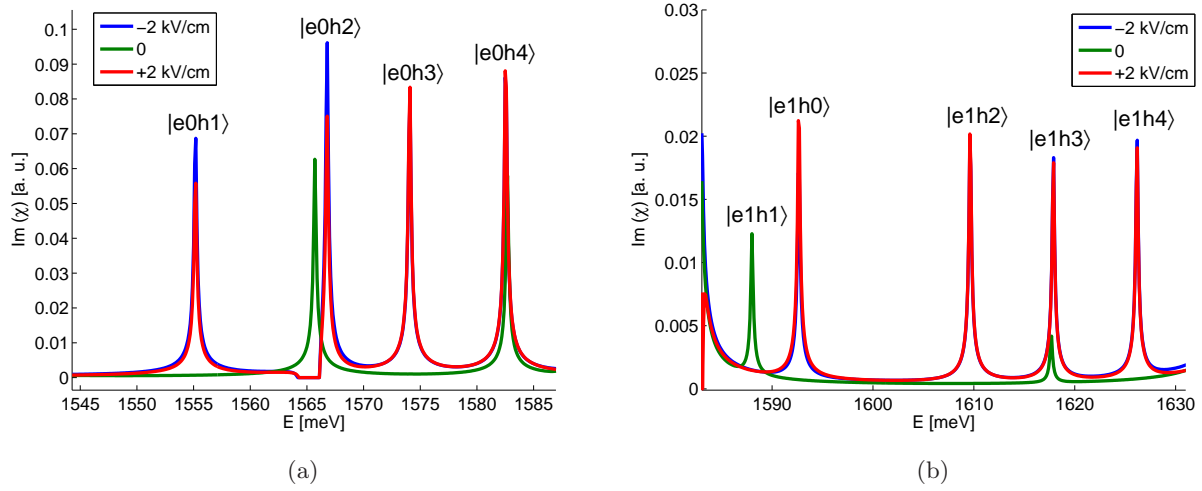 −2 kV/cm
0
+2 kV/cm
|e0h1⟩
|e0h2⟩
|e0h3⟩
|e0h4⟩
Im (χ) [a. u.]
0.1
0.09
0.08
0.07
0.06
0.05
0.04
0.03
0.02
0.01
0
1545 1550 1555 1560 1565 1570 1575 1580 1585
E [meV]
(a)
−2 kV/cm
0
+2 kV/cm
|e1h1⟩
|e1h0⟩
|e1h2⟩
|e1h3⟩
|e1h4⟩
Im (χ) [a. u.]
0.03
0.025
0.02
0.015
0.01
0.005
0
1590 1600 1610 1620 1630
E [meV]
(b)